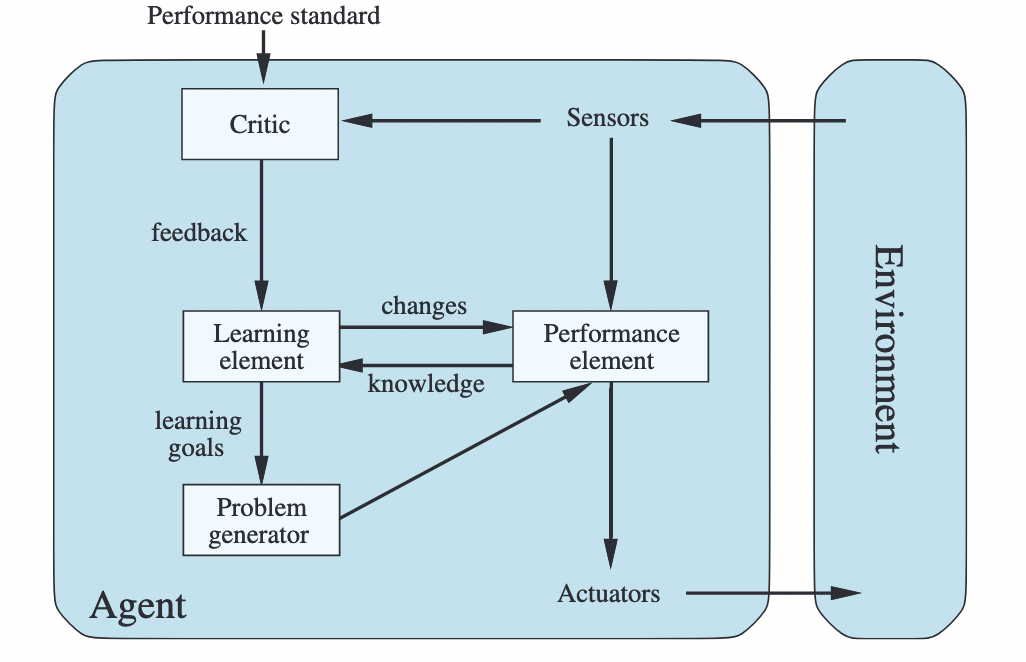 Performance standard
Critic
Sensors
feedback
changes
Learning
element
Performance
element
knowledge
learning
goals
Problem
generator
Agent
Actuators
Environment